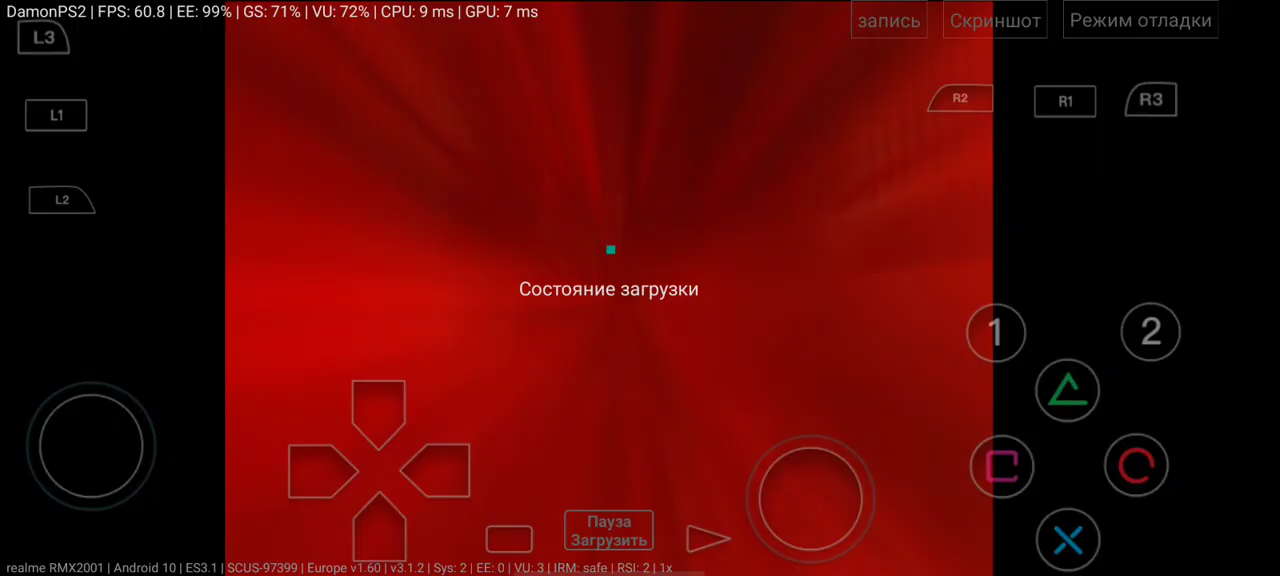 DamonPS2 | FPS: 60.8 | EE: 99% | GS: 71% | VU: 72% | CPU: 9 ms | GPU: 7 ms
запись
Скриншот
Режим отладки
L3
L1
L2
R2
R1
R3
Состояние загрузки
1
2
Пауза
Загрузить
realme RMX2001 | Android 10 | ES3.1 | SCUS-97399 | Europe v1.60 | v3.1.2 | Sys: 2 | EE: 0 | VU: 3 | IRM: safe | RSI: 2 | 1x